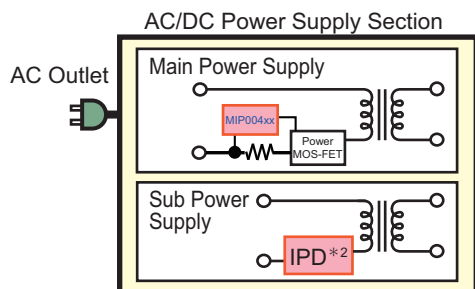 AC/DC Power Supply Section
AC Outlet
Main Power Supply
MIP004xx
Power
MOS-FET
Sub Power
Supply
IPD*2